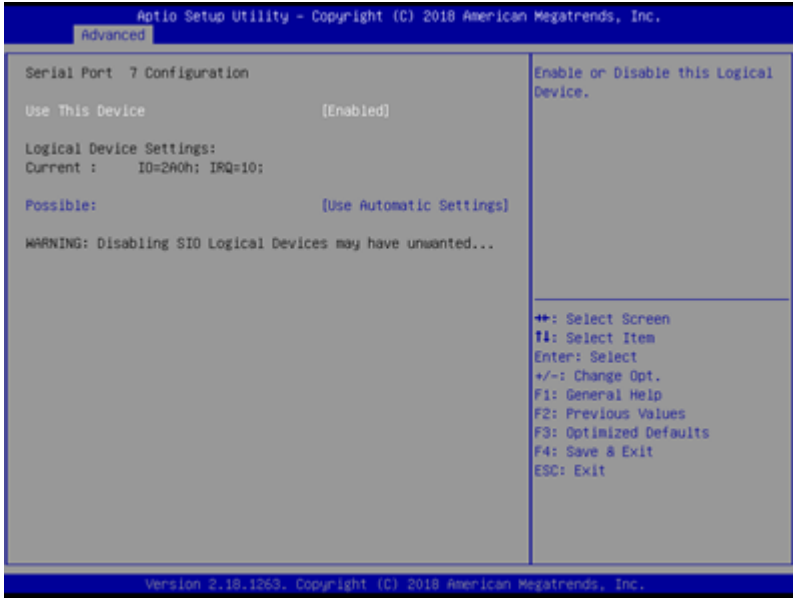 Aptio Setup Utility – Copyright (C) 2018 American Megatrends, Inc.
Advanced
Serial Port 7 Configuration
Use This Device [Enabled]
Logical Device Settings:
Current : IO=2A0h; IRQ=10;
Possible: [Use Automatic Settings]
WARNING: Disabling SIO Logical Devices may have unwanted...
Enable or Disable this Logical
Device.
→←: Select Screen
↑↓: Select Item
Enter: Select
+/-: Change Opt.
F1: General Help
F2: Previous Values
F3: Optimized Defaults
F4: Save & Exit
ESC: Exit
Version 2.18.1263. Copyright (C) 2018 American Megatrends, Inc.